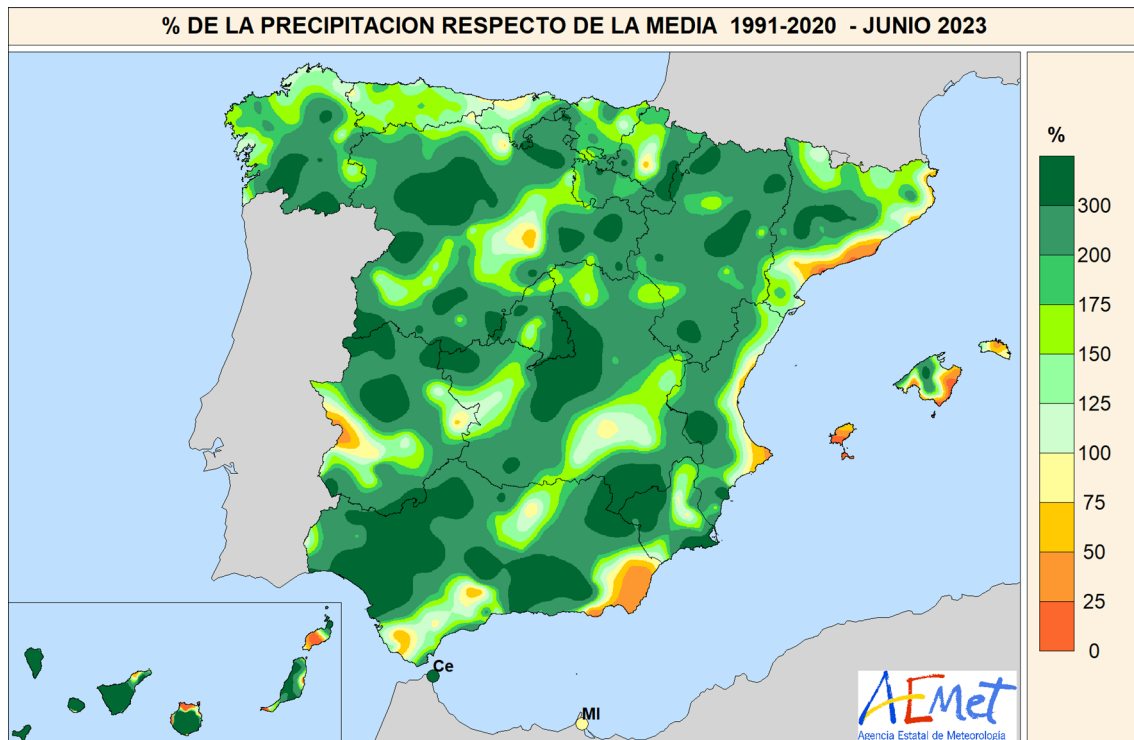 % DE LA PRECIPITACION RESPECTO DE LA MEDIA 1991-2020 - JUNIO 2023
%
300
200
175
150
125
100
75
50
25
0
Ce
Ml
AEMet
Agencia Estatal de Meteorología